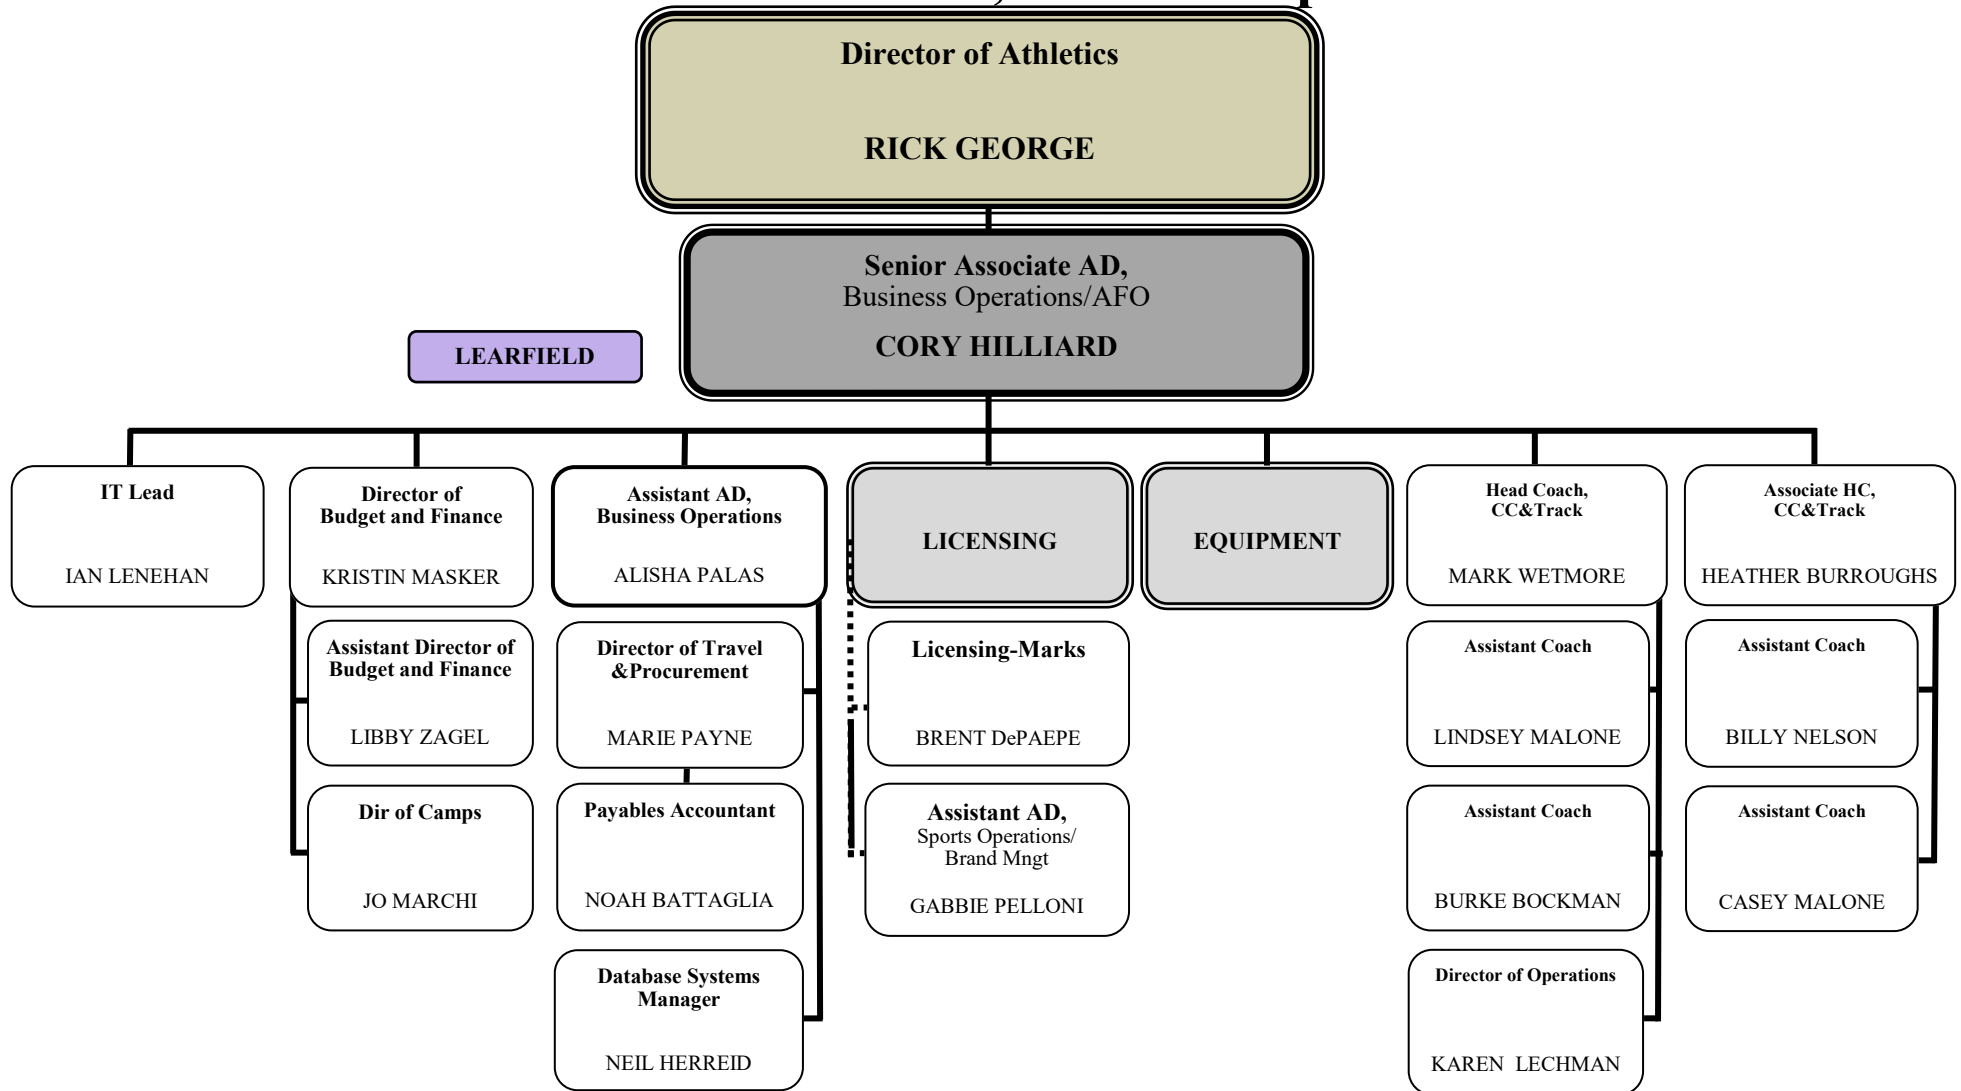 Director of Athletics
RICK GEORGE
Senior Associate AD,
Business Operations/AFO
CORY HILLIARD
LEARFIELD
IT Lead
IAN LENEHAN
Director of
Budget and Finance
KRISTIN MASKER
Assistant AD,
Business Operations
ALISHA PALAS
LICENSING
EQUIPMENT
Head Coach,
CC&Track
MARK WETMORE
Associate HC,
CC&Track
HEATHER BURROUGHS
Assistant Director of
Budget and Finance
LIBBY ZAGEL
Director of Travel
&Procurement
MARIE PAYNE
Licensing-Marks
BRENT DePAEPE
Assistant Coach
LINDSEY MALONE
Assistant Coach
BILLY NELSON
Dir of Camps
JO MARCHI
Payables Accountant
NOAH BATTAGLIA
Assistant AD,
Sports Operations/
Brand Mngt
GABBIE PELLONI
Assistant Coach
BURKE BOCKMAN
Assistant Coach
CASEY MALONE
Database Systems
Manager
NEIL HERREID
Director of Operations
KAREN  LECHMAN